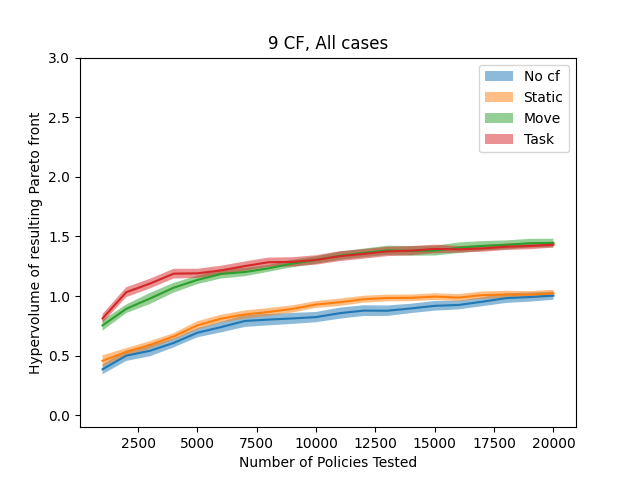 9 CF, All cases
3.0
2.5
2.0
1.5
1.0
0.5
0.0
Hypervolume of resulting Pareto front
No cf
Static
Move
Task
2500 5000 7500 10000 12500 15000 17500 20000
Number of Policies Tested